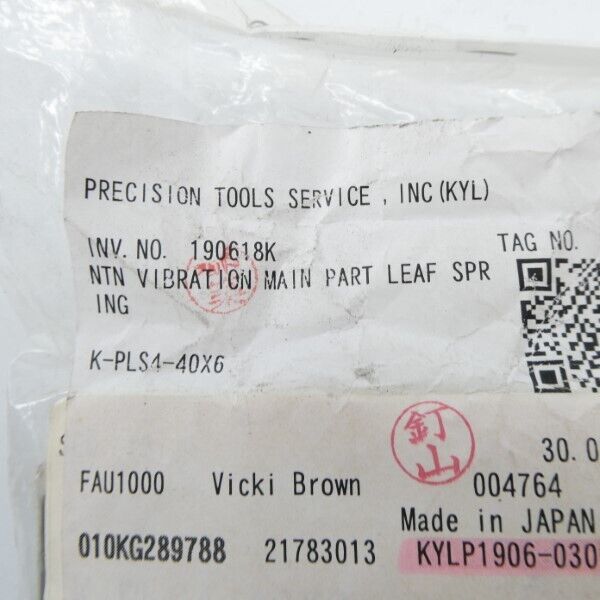 PRECISION TOOLS SERVICE , INC(KYL)
INV. NO. 190618K TAG NO.
NTN VIBRATION MAIN PART LEAF SPR
ING
K-PLS4-40X6
釘
山
30.0
FAU1000 Vicki Brown 004764
Made in JAPAN
010KG289788 21783013 KYLP1906-030